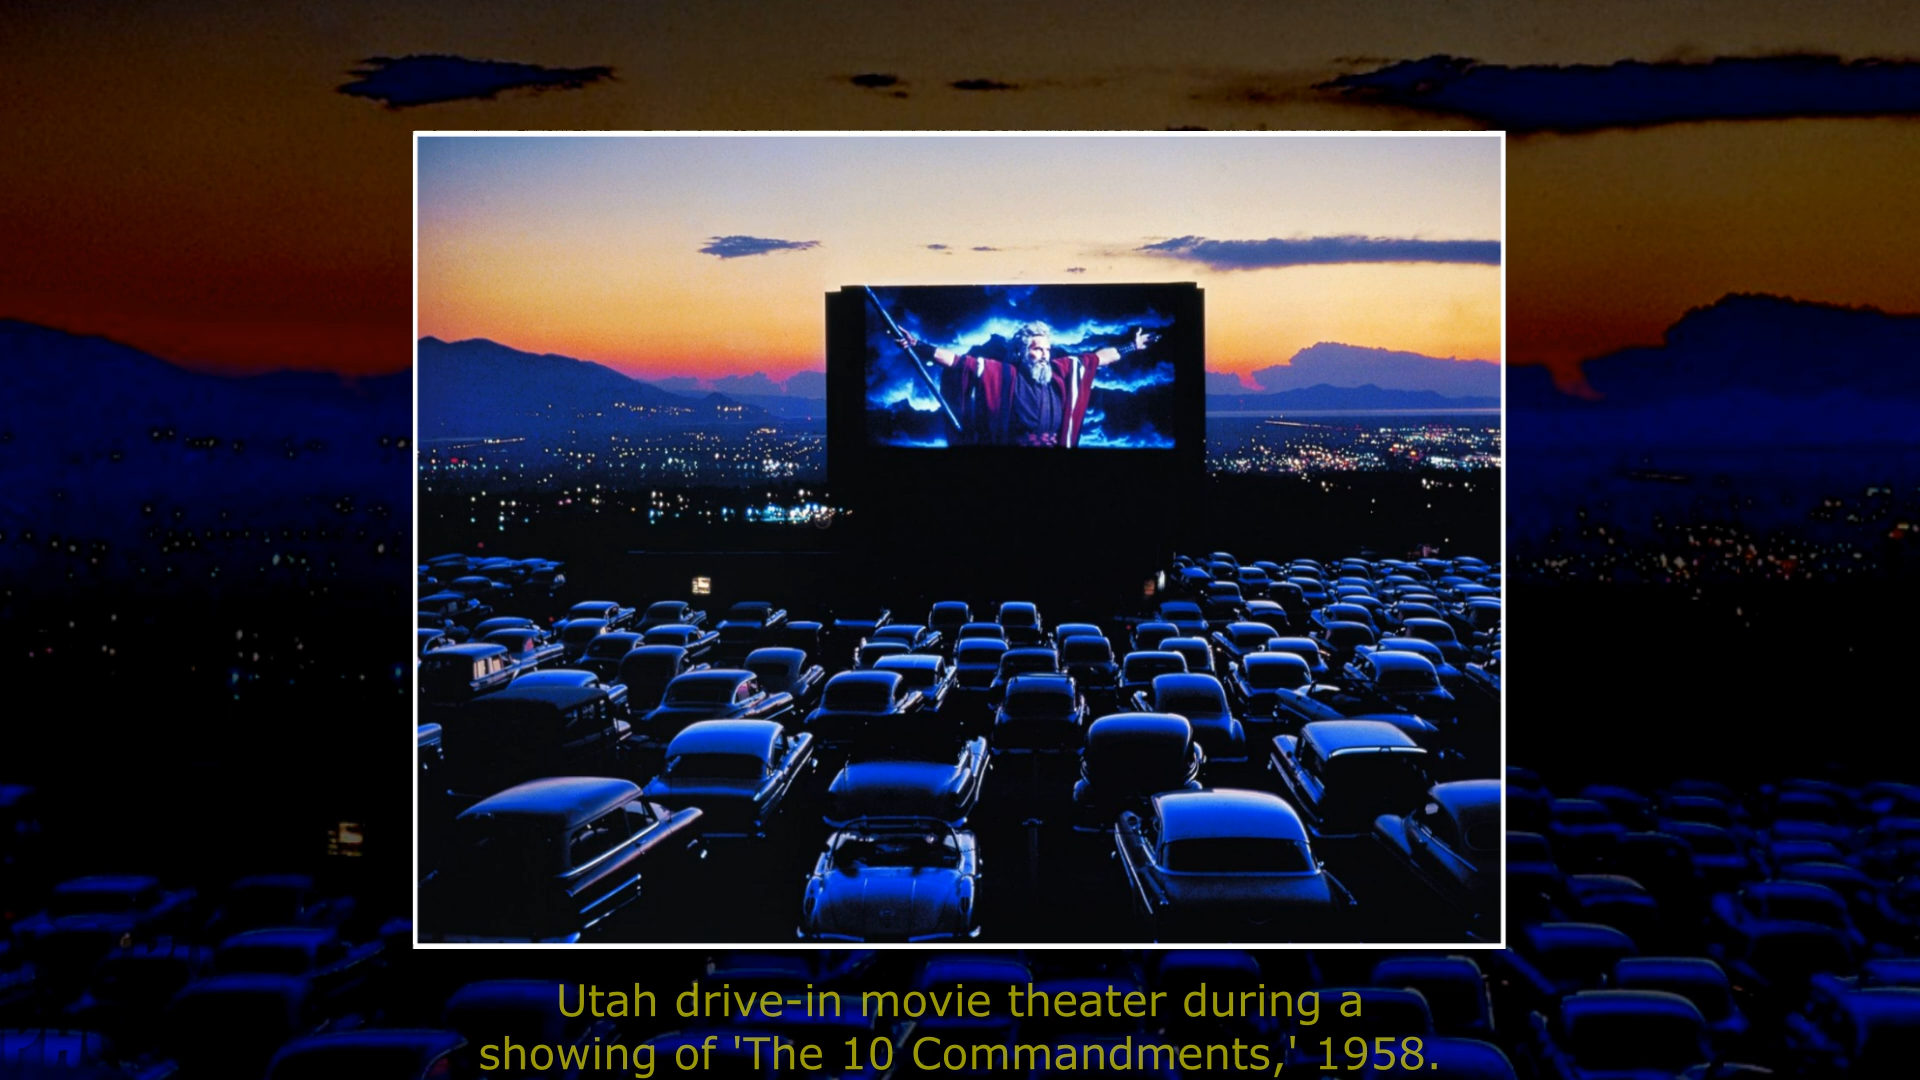 Utah drive-in movie theater during a
showing of 'The 10 Commandments,' 1958.